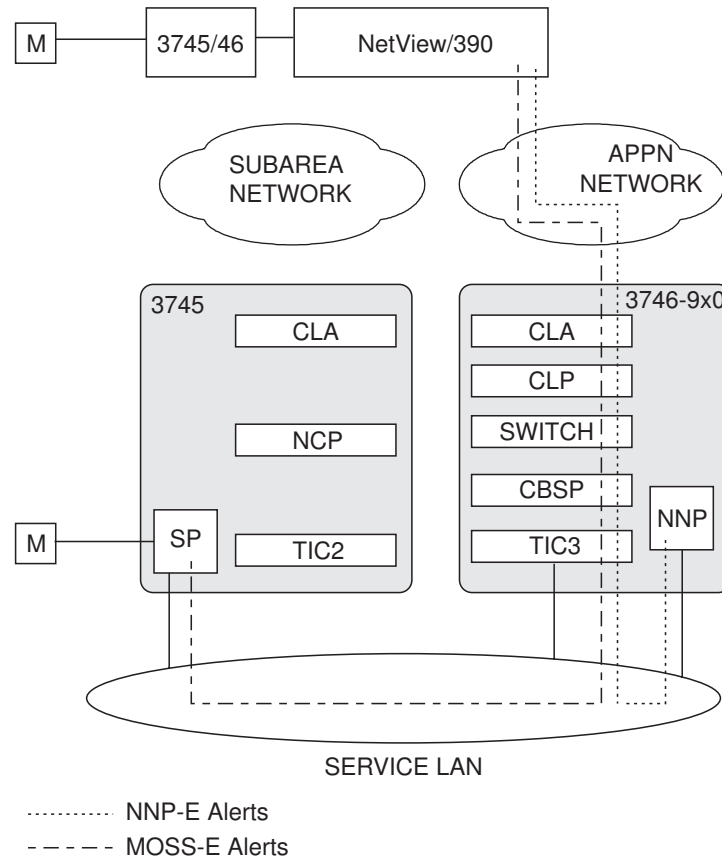 M
3745/46
NetView/390
SUBAREA
NETWORK
APPN
NETWORK
3745
3746-9x0
CLA
CLA
CLP
NCP
SWITCH
CBSP
NNP
M
SP
TIC2
TIC3
SERVICE LAN
NNP-E Alerts
MOSS-E Alerts